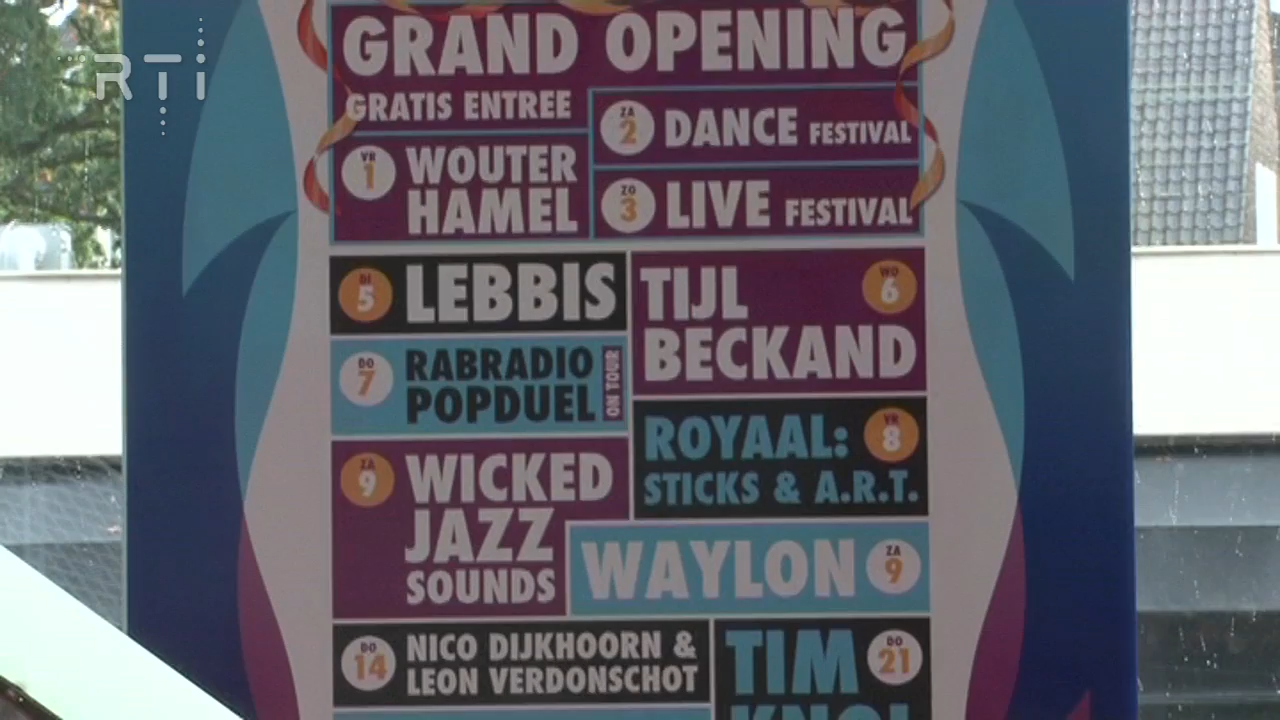 RTi
GRAND OPENING
GRATIS ENTREE
VR 1
WOUTER
HAMEL
ZA 2
DANCE FESTIVAL
ZO 3
LIVE FESTIVAL
DI 5
LEBBIS
WO 6
TIJL
BECKAND
DO 7
RABRADIO
POPDUEL
ON TOUR
VR 8
ROYAAL:
STICKS & A.R.T.
ZA 9
WICKED
JAZZ
SOUNDS
WAYLON
ZA 9
DO 14
NICO DIJKHOORN &
LEON VERDONSCHOT
TIM
DO 21